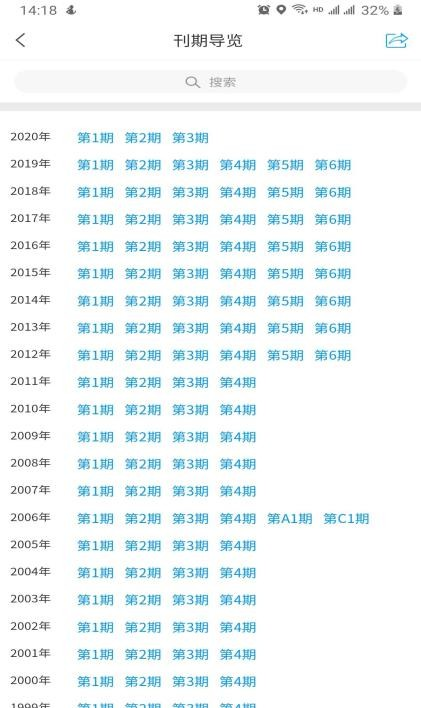 14:18 HD 32%
刊期导览
搜索
2020年 第1期 第2期 第3期
2019年 第1期 第2期 第3期 第4期 第5期 第6期
2018年 第1期 第2期 第3期 第4期 第5期 第6期
2017年 第1期 第2期 第3期 第4期 第5期 第6期
2016年 第1期 第2期 第3期 第4期 第5期 第6期
2015年 第1期 第2期 第3期 第4期 第5期 第6期
2014年 第1期 第2期 第3期 第4期 第5期 第6期
2013年 第1期 第2期 第3期 第4期 第5期 第6期
2012年 第1期 第2期 第3期 第4期 第5期 第6期
2011年 第1期 第2期 第3期 第4期
2010年 第1期 第2期 第3期 第4期
2009年 第1期 第2期 第3期 第4期
2008年 第1期 第2期 第3期 第4期
2007年 第1期 第2期 第3期 第4期
2006年 第1期 第2期 第3期 第4期 第A1期 第C1期
2005年 第1期 第2期 第3期 第4期
2004年 第1期 第2期 第3期 第4期
2003年 第1期 第2期 第3期 第4期
2002年 第1期 第2期 第3期 第4期
2001年 第1期 第2期 第3期 第4期
2000年 第1期 第2期 第3期 第4期
1999年 第1期 第2期 第3期 第4期